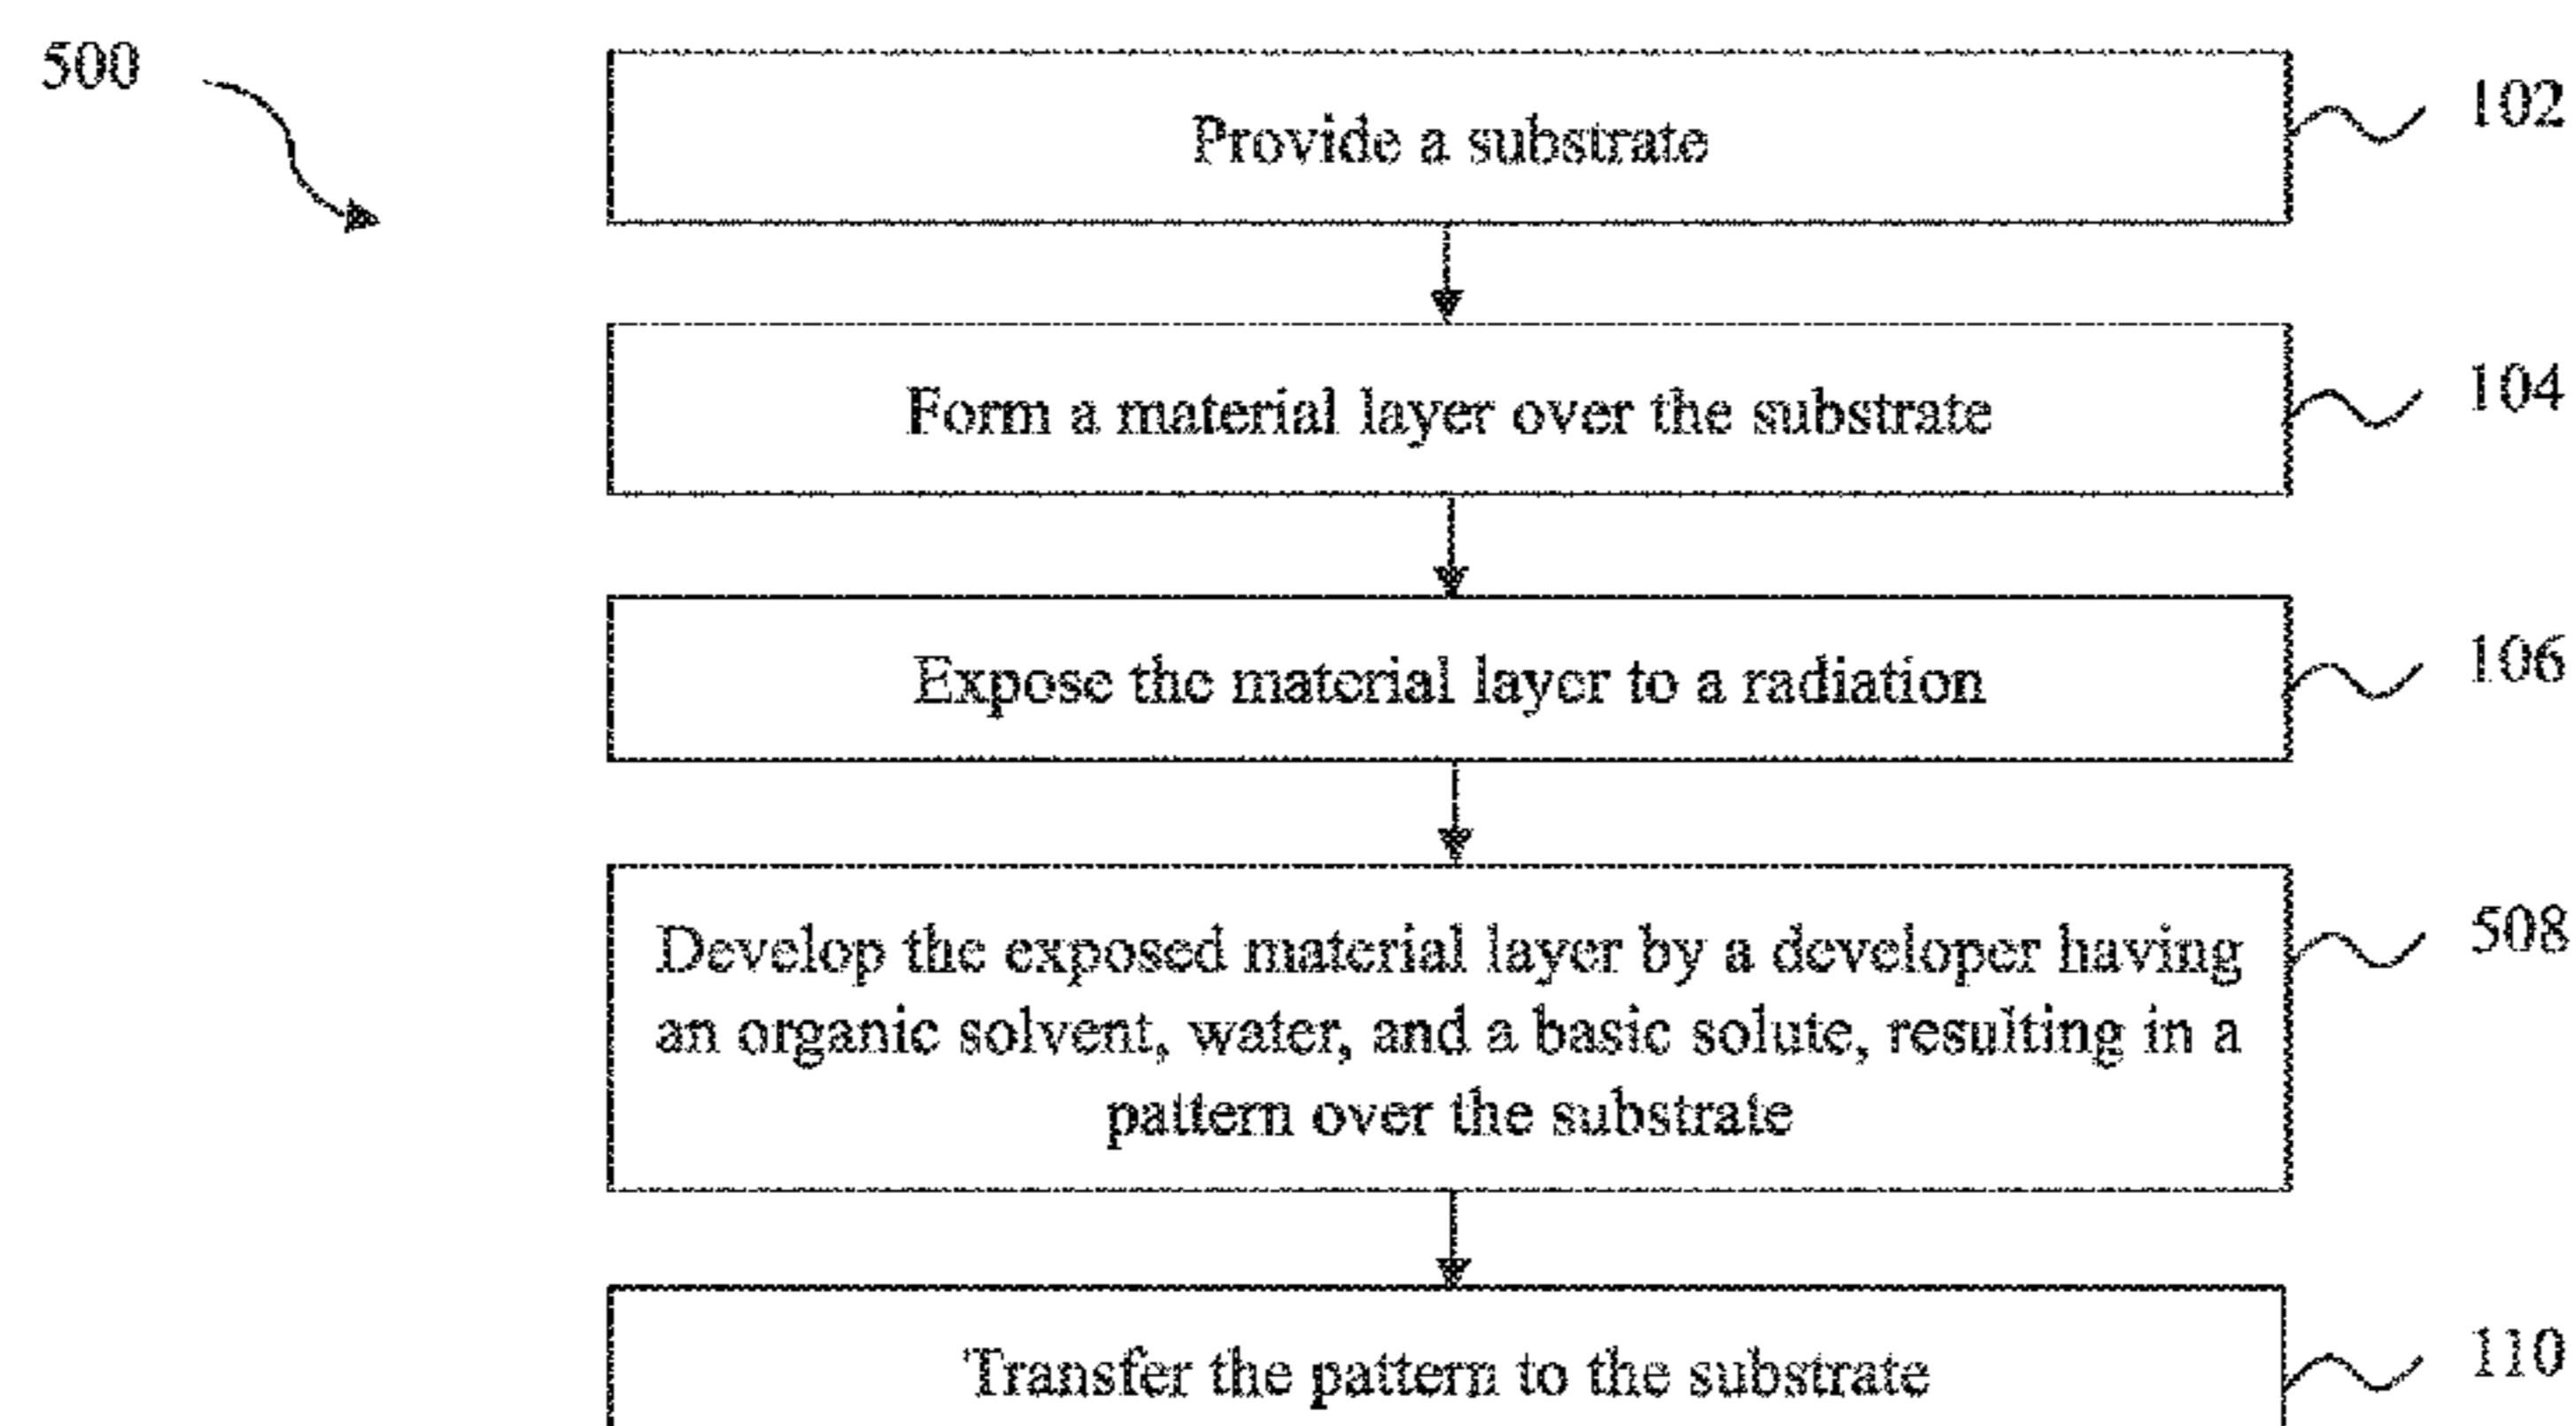 500
Provide a substrate
102
Form a material layer over the substrate
104
Expose the material layer to a radiation
106
Develop the exposed material layer by a developer having
an organic solvent, water, and a basic solute, resulting in a
pattern over the substrate
508
Transfer the pattern to the substrate
110